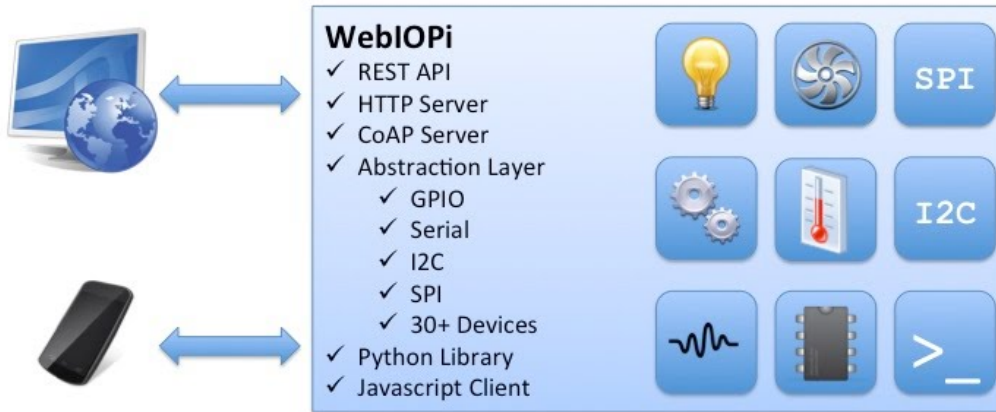 WebIOPi
✓ REST API
✓ HTTP Server
✓ CoAP Server
✓ Abstraction Layer
✓ GPIO
✓ Serial
✓ I2C
✓ SPI
✓ 30+ Devices
✓ Python Library
✓ Javascript Client
SPI
I2C
>_